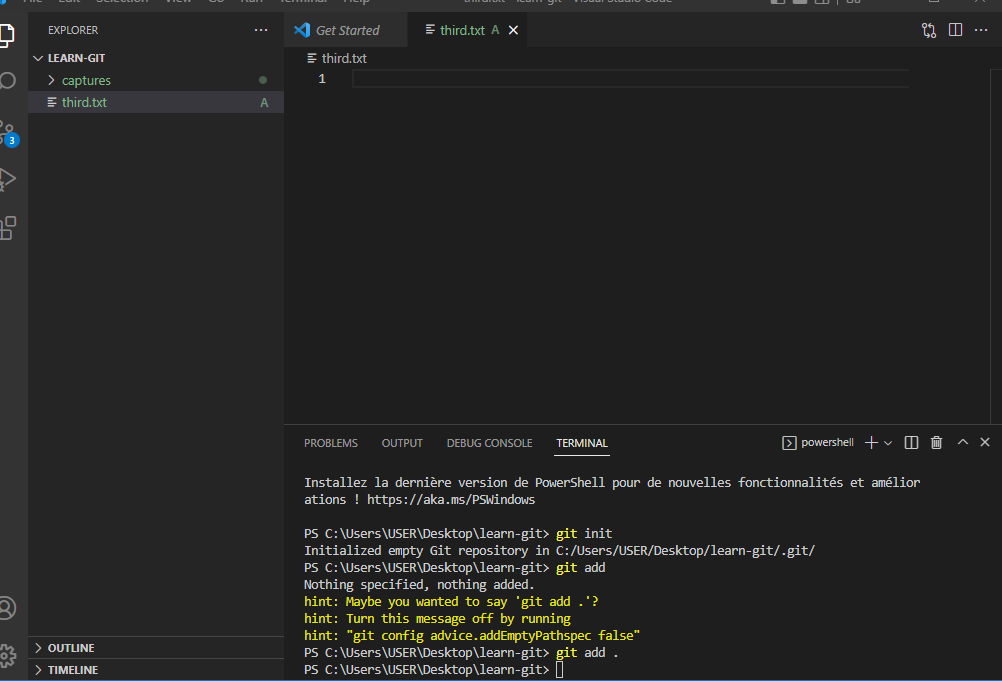 File Edit Selection View Go Run Terminal Help
third.txt - learn-git - Visual Studio Code
EXPLORER
LEARN-GIT
captures
third.txt A
3
OUTLINE
TIMELINE
Get Started
third.txt A
third.txt
1
PROBLEMS OUTPUT DEBUG CONSOLE TERMINAL
powershell
Installez la dernière version de PowerShell pour de nouvelles fonctionnalités et amélior
ations ! https://aka.ms/PSWindows
PS C:\Users\USER\Desktop\learn-git> git init
Initialized empty Git repository in C:/Users/USER/Desktop/learn-git/.git/
PS C:\Users\USER\Desktop\learn-git> git add
Nothing specified, nothing added.
hint: Maybe you wanted to say 'git add .'?
hint: Turn this message off by running
hint: "git config advice.addEmptyPathspec false"
PS C:\Users\USER\Desktop\learn-git> git add .
PS C:\Users\USER\Desktop\learn-git>